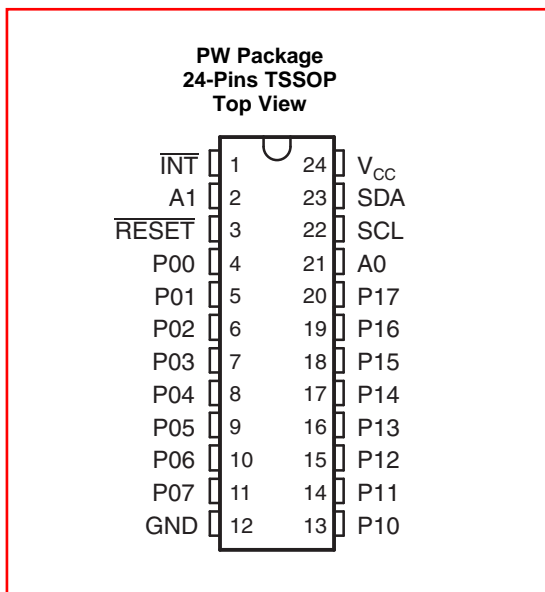 PW Package
24-Pins TSSOP
Top View
INT 1 24 VCC
A1 2 23 SDA
RESET 3 22 SCL
P00 4 21 A0
P01 5 20 P17
P02 6 19 P16
P03 7 18 P15
P04 8 17 P14
P05 9 16 P13
P06 10 15 P12
P07 11 14 P11
GND 12 13 P10